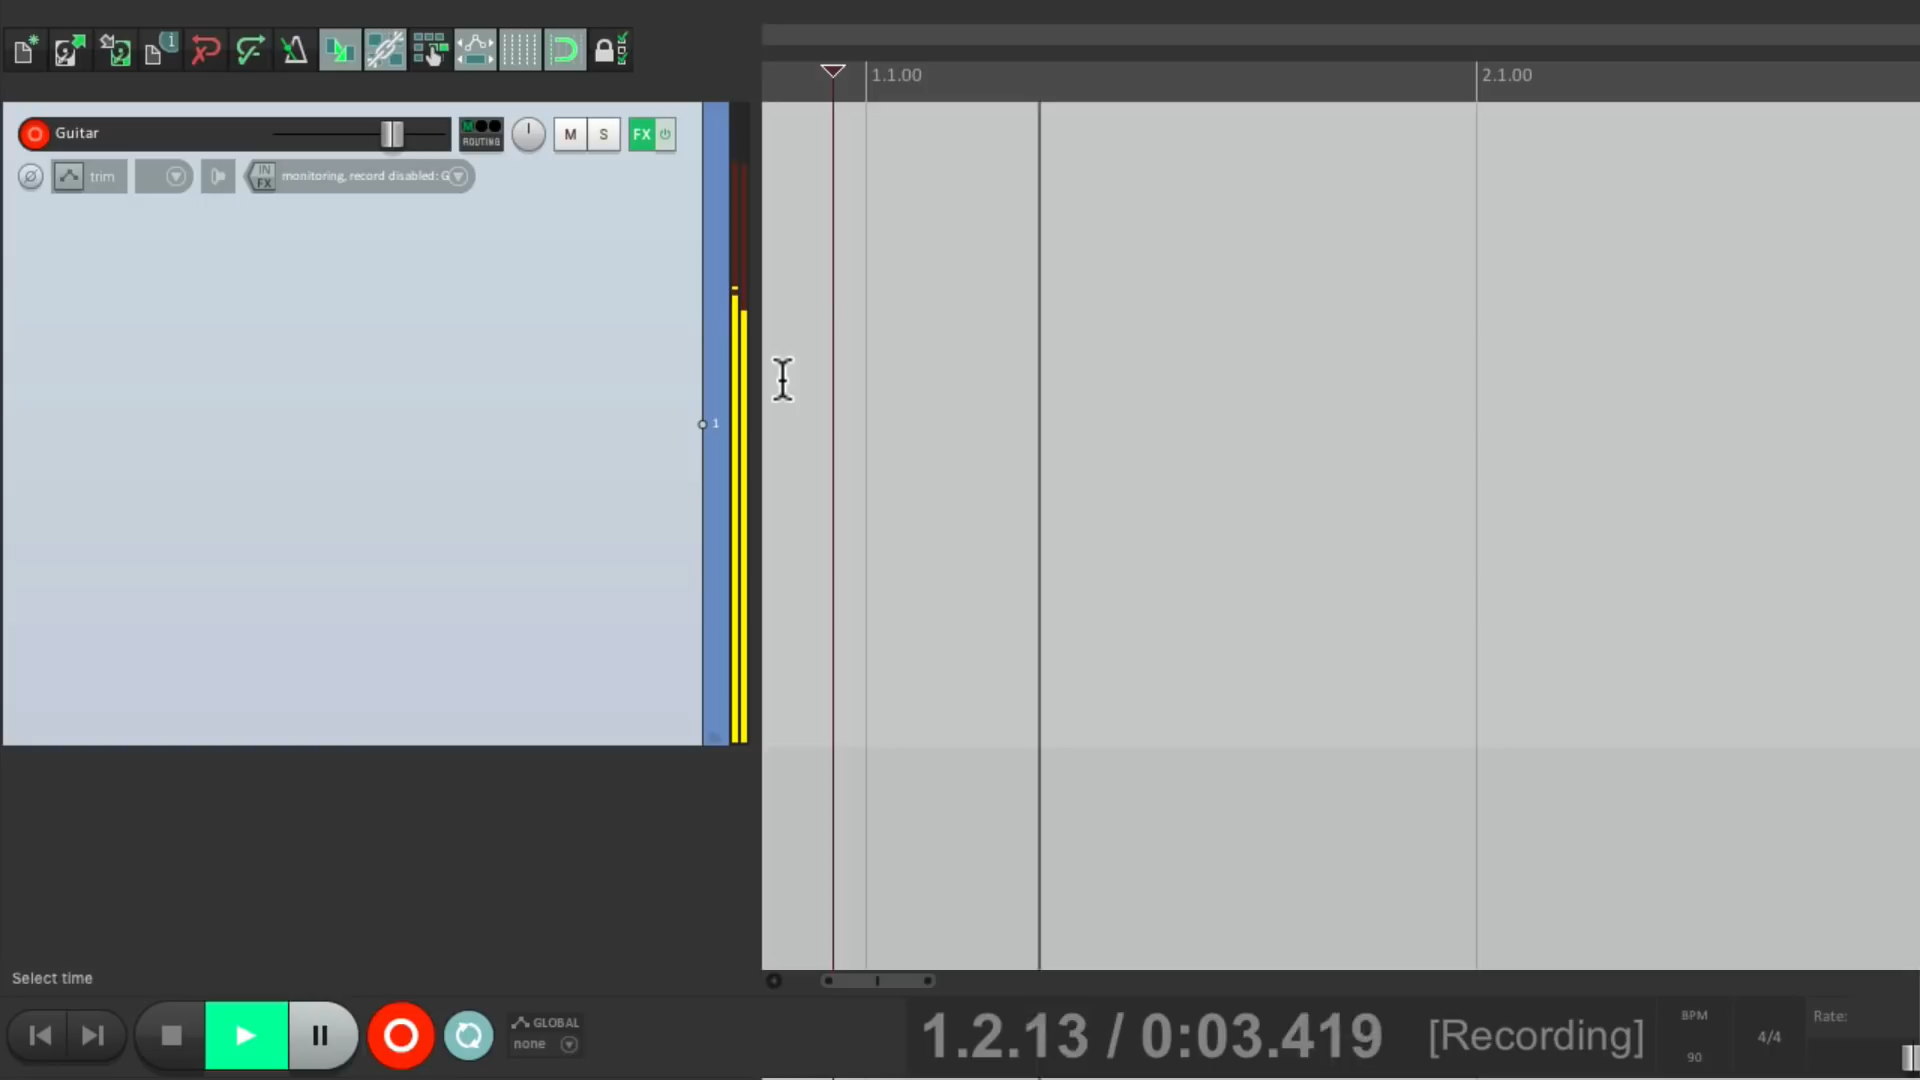 1.1.00
2.1.00
Guitar
M
ROUTING
M
S
FX
trim
IN
FX
monitoring, record disabled: G
1
Select time
GLOBAL
none
1.2.13 / 0:03.419
[Recording]
BPM
90
4/4
Rate: